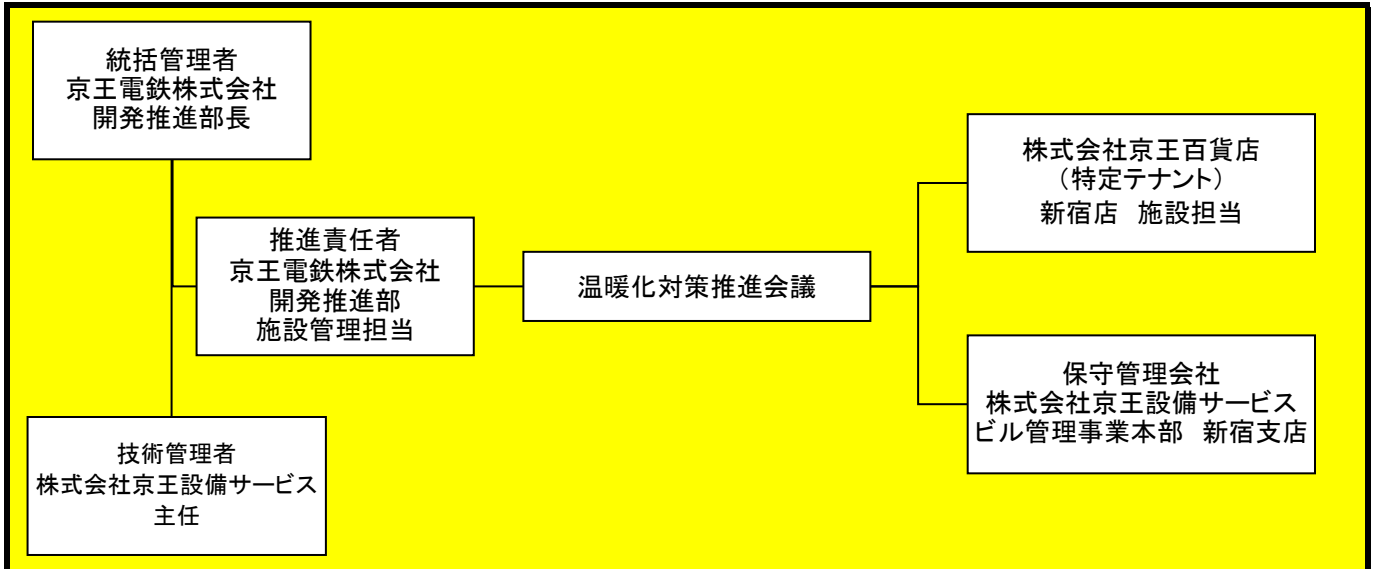 統括管理者
京王電鉄株式会社
開発推進部長
推進責任者
京王電鉄株式会社
開発推進部
施設管理担当
技術管理者
株式会社京王設備サービス
主任
温暖化対策推進会議
株式会社京王百貨店
（特定テナント）
新宿店　施設担当
保守管理会社
株式会社京王設備サービス
ビル管理事業本部　新宿支店